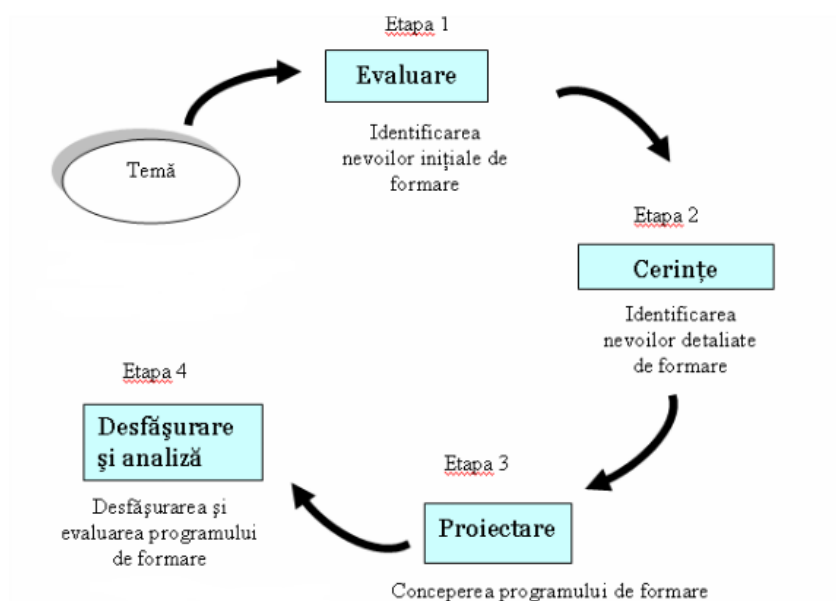 Etapa 1
Evaluare
Identificarea
nevoilor inițiale de
formare
Temă
Etapa 2
Cerințe
Identificarea
nevoilor detaliate
de formare
Etapa 3
Proiectare
Conceperea programului de formare
Etapa 4
Desfăşurare
şi analiză
Desfăşurarea şi
evaluarea programului
de formare